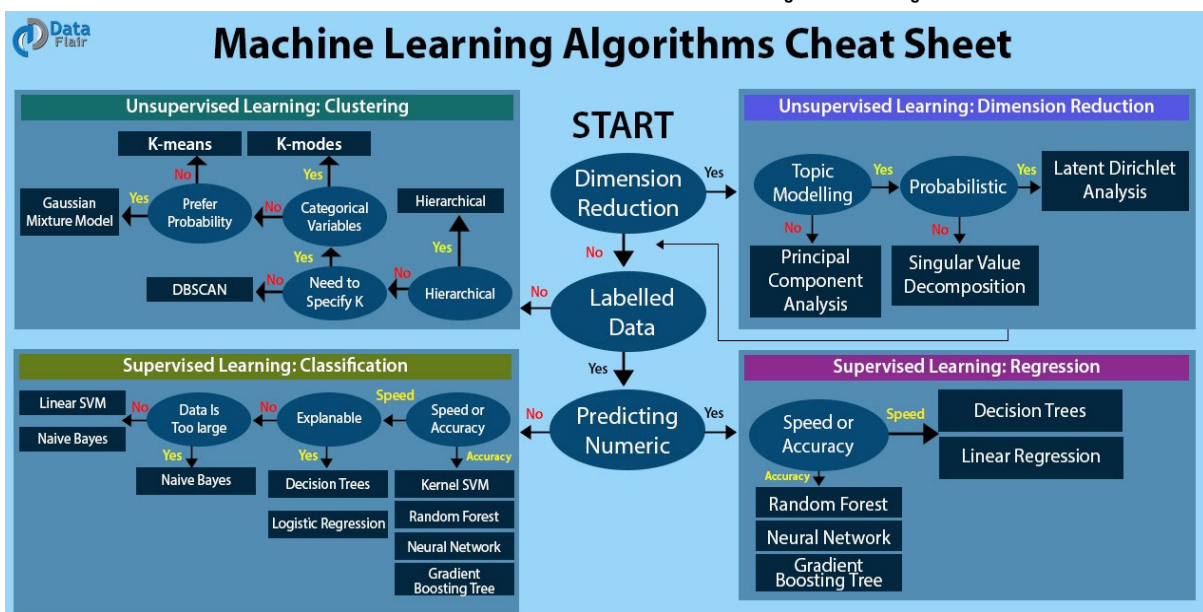 Data
Flair
Machine Learning Algorithms Cheat Sheet
Unsupervised Learning: Clustering
K-means
K-modes
No
Yes
Gaussian
Mixture Model
Yes
Prefer
Probability
No
Categorical
Variables
Hierarchical
Yes
Yes
DBSCAN
No
Need to
Specify K
No
Hierarchical
No
START
Dimension
Reduction
Yes
No
Labelled
Data
Yes
Predicting
Numeric
No
Yes
Unsupervised Learning: Dimension Reduction
Topic
Modelling
Yes
Probabilistic
Yes
Latent Dirichlet
Analysis
No
No
Principal
Component
Analysis
Singular Value
Decomposition
Supervised Learning: Classification
Linear SVM
Naive Bayes
No
Data Is
Too large
No
Explanable
Speed
Speed or
Accuracy
Yes
Yes
Accuracy
Naive Bayes
Decision Trees
Logistic Regression
Kernel SVM
Random Forest
Neural Network
Gradient
Boosting Tree
Supervised Learning: Regression
Speed or
Accuracy
Speed
Decision Trees
Linear Regression
Accuracy
Random Forest
Neural Network
Gradient
Boosting Tree